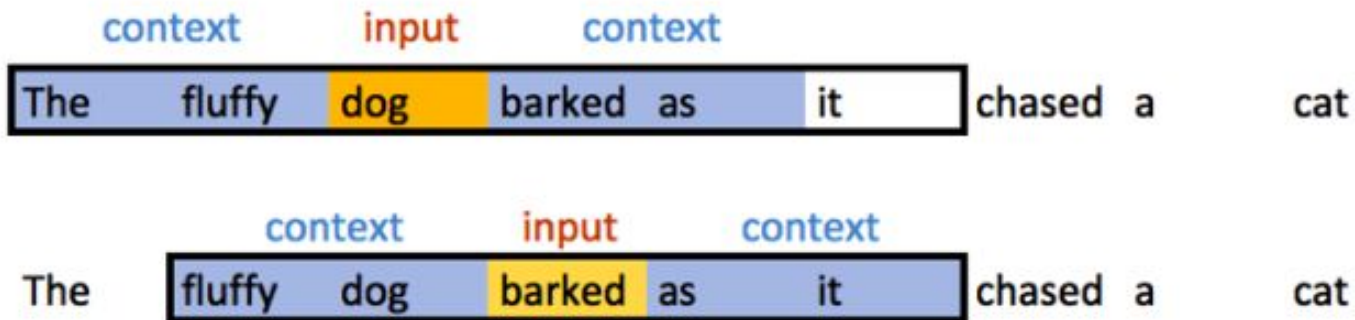 context input context
The fluffy dog barked as it chased a cat
context input context
The fluffy dog barked as it chased a cat